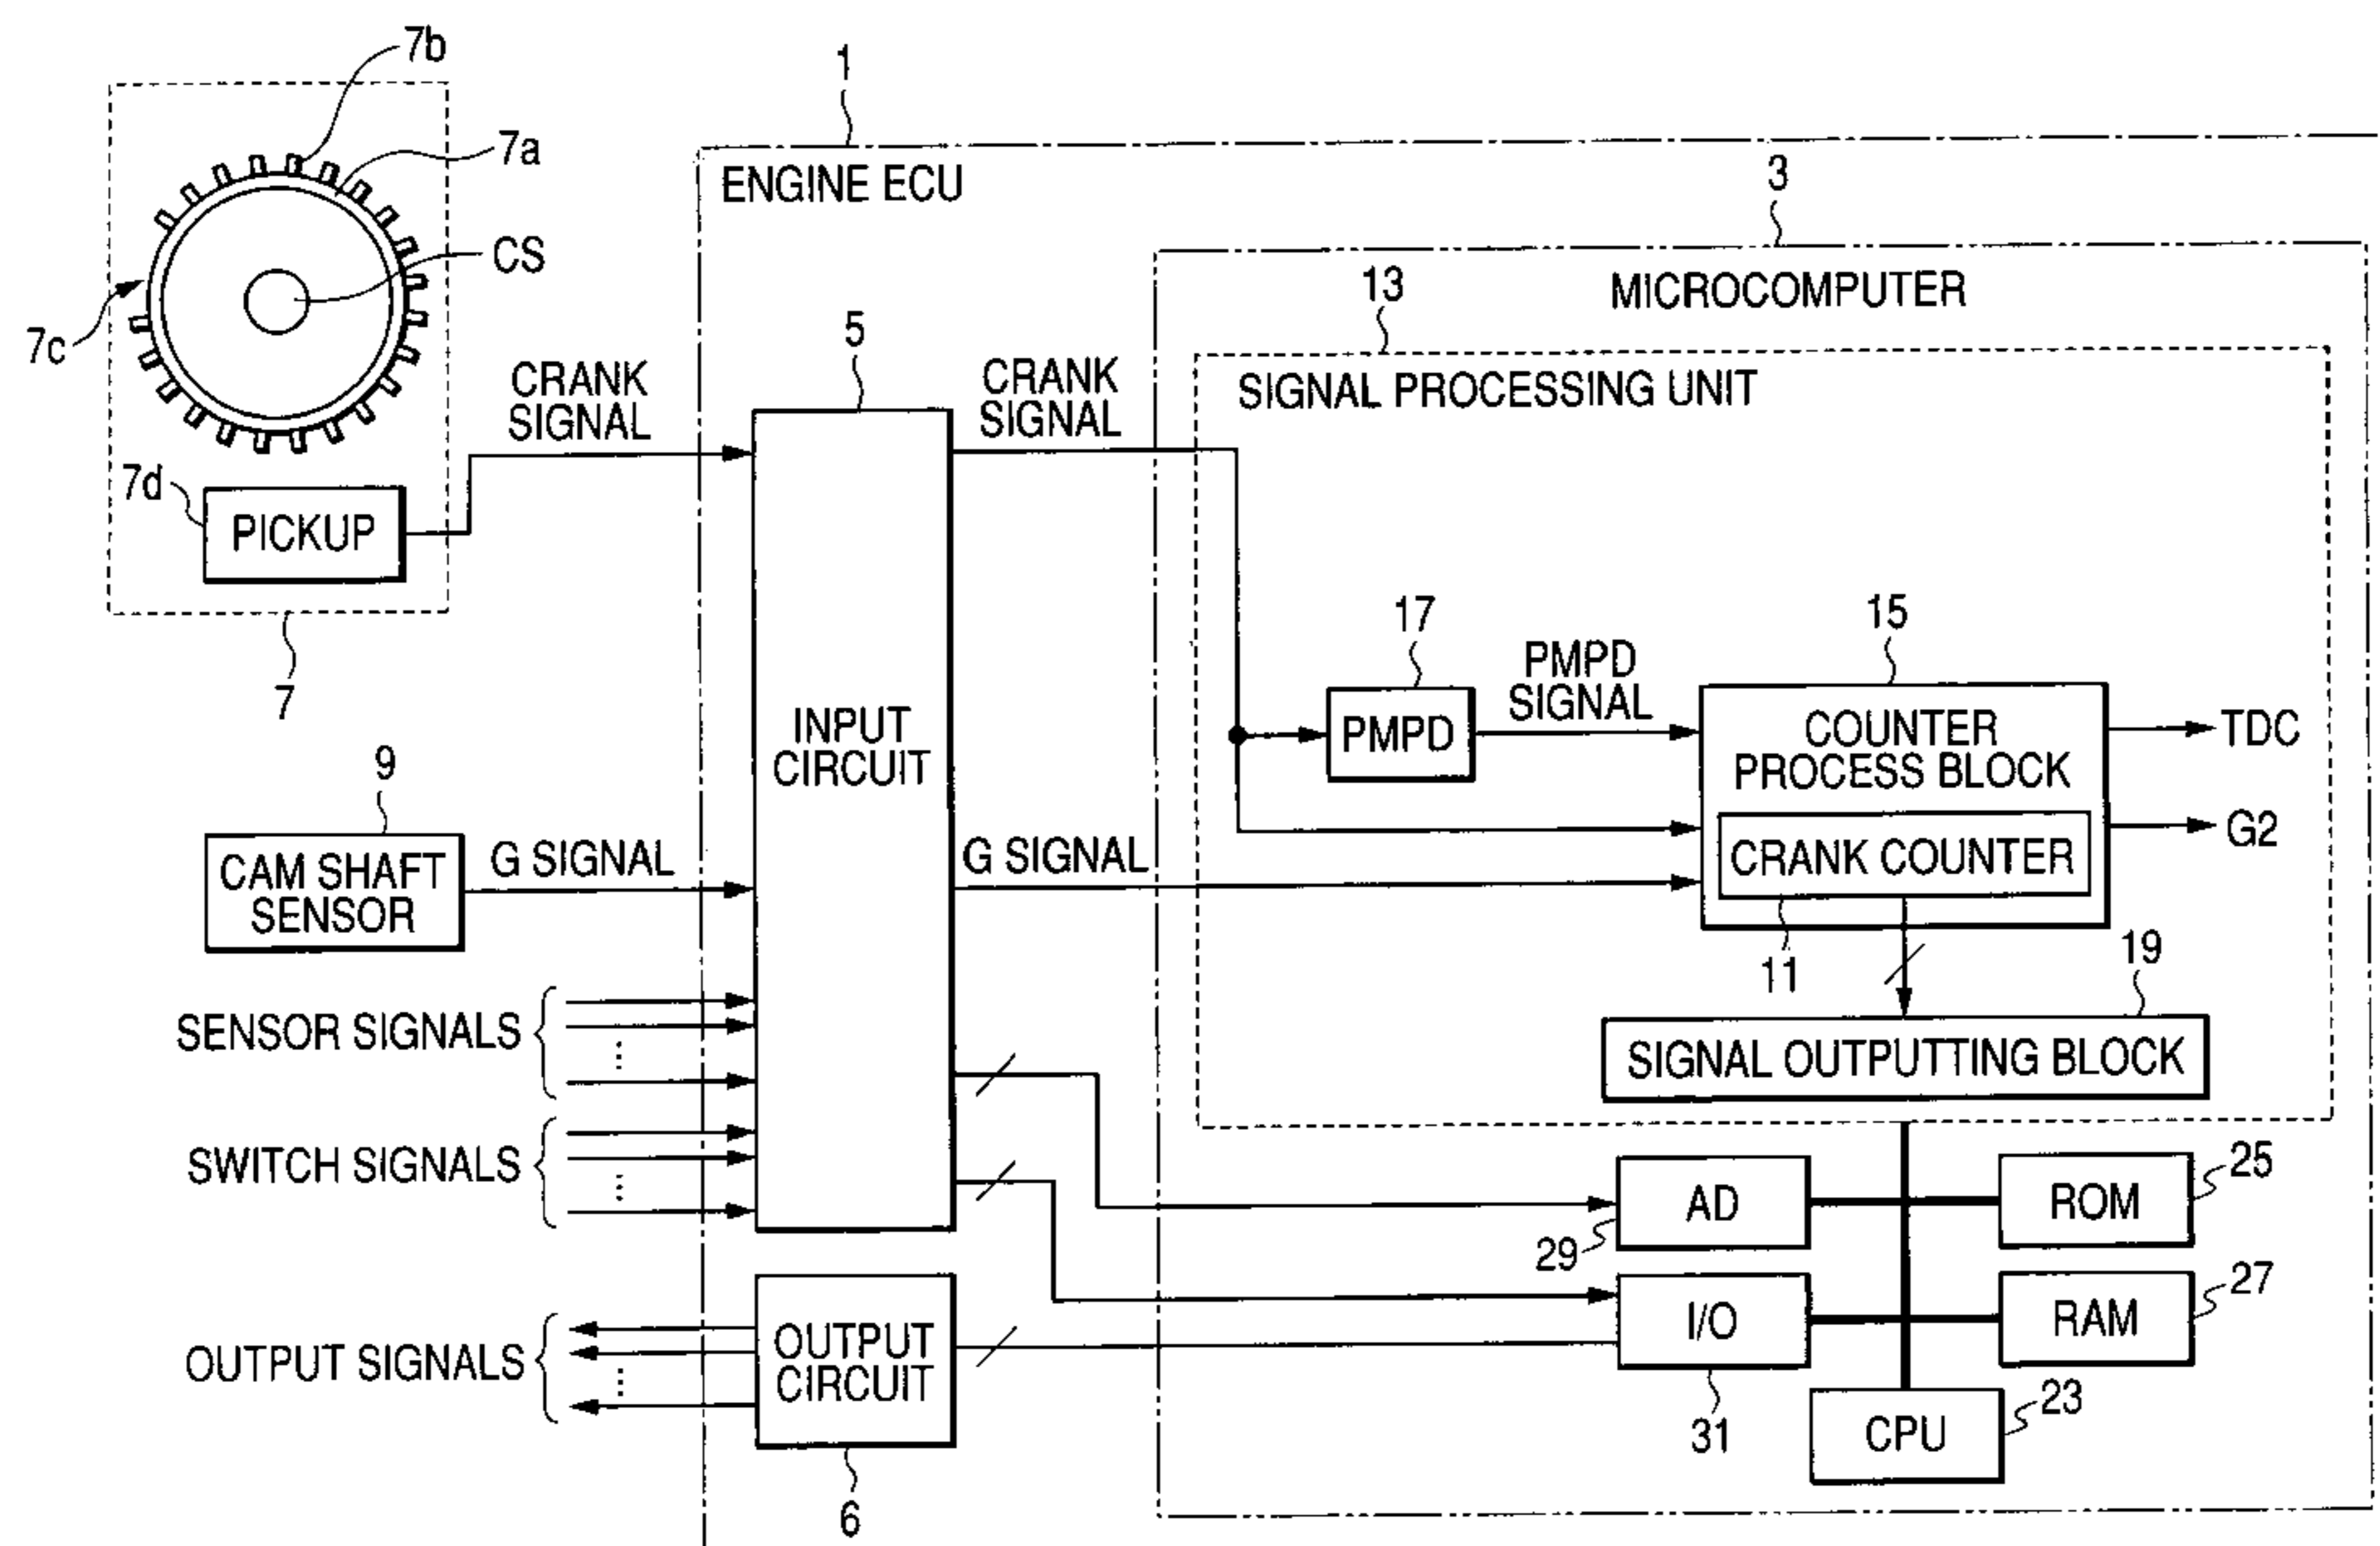 7b
1
7a
ENGINE ECU
3
CS
13
MICROCOMPUTER
7c
5
CRANK
SIGNAL
CRANK
SIGNAL
SIGNAL PROCESSING UNIT
7d
PICKUP
17
15
PMPD
SIGNAL
7
INPUT
CIRCUIT
PMPD
COUNTER
PROCESS BLOCK
TDC
9
G2
CAM SHAFT
SENSOR
G SIGNAL
G SIGNAL
CRANK COUNTER
11
19
SENSOR SIGNALS
SIGNAL OUTPUTTING BLOCK
SWITCH SIGNALS
AD
29
ROM
25
OUTPUT SIGNALS
OUTPUT
CIRCUIT
I/O
RAM
27
31
CPU
23
6